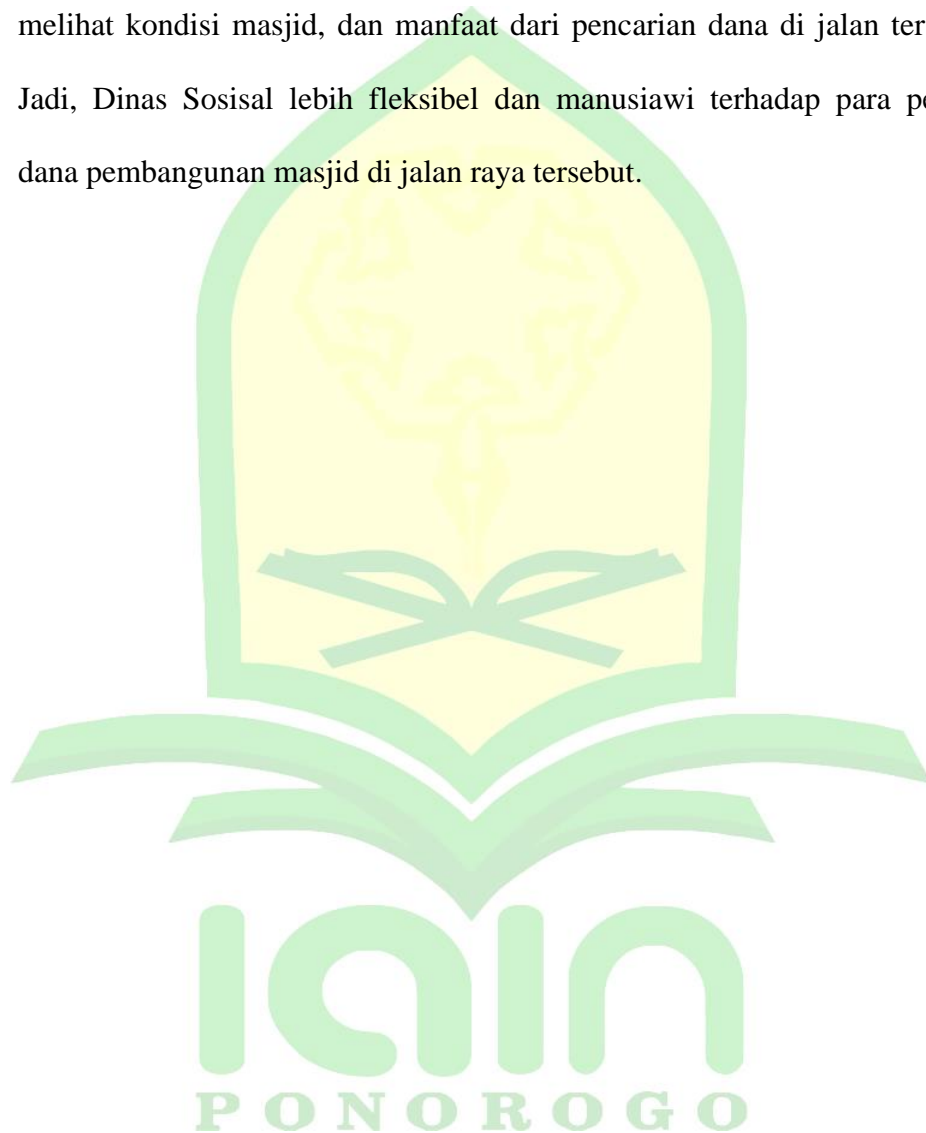 melihat kondisi masjid, dan manfaat dari pencarian dana di jalan
Jadi, Dinas Sosisal lebih fleksibel dan manusiawi terhadap para
dana pembangunan masjid di jalan raya tersebut.
iain
PONOROGO